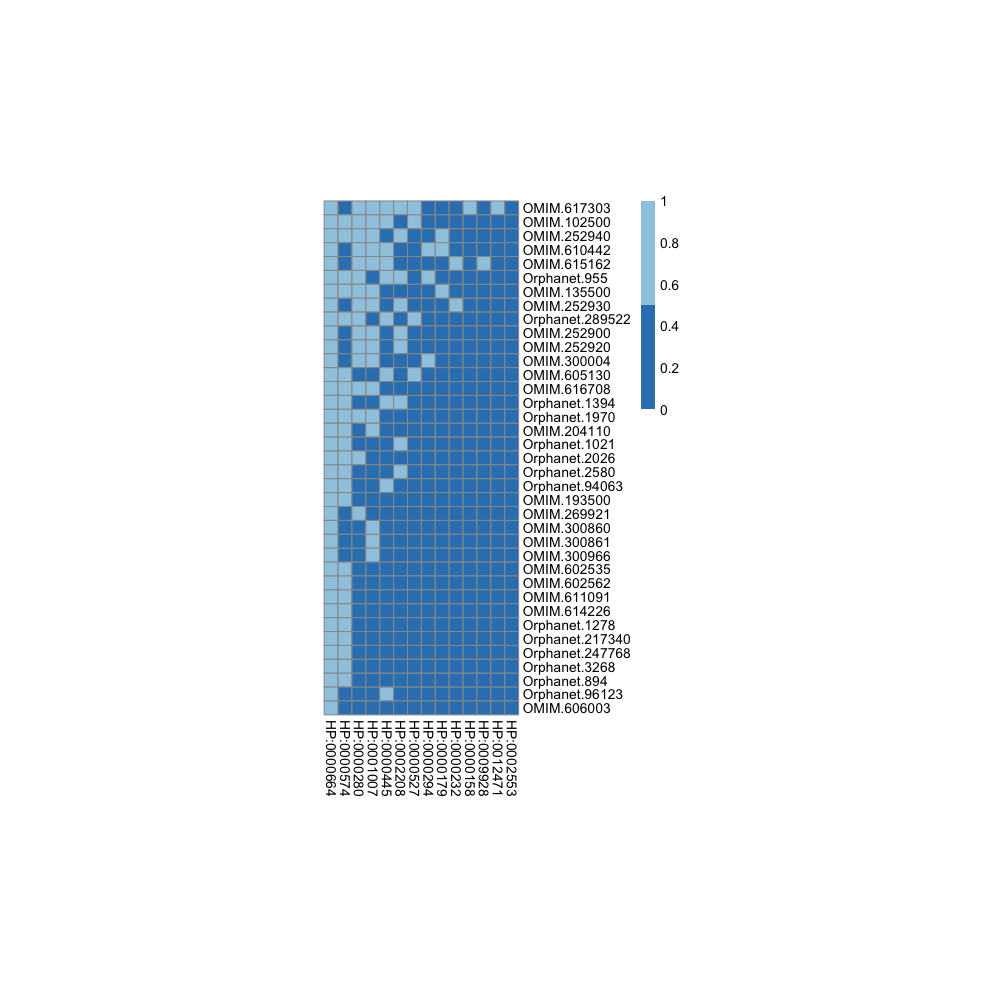 OMIM.617303
OMIM.102500
OMIM.252940
OMIM.610442
OMIM.615162
Orphanet.955
OMIM.135500
OMIM.252930
Orphanet.289522
OMIM.252900
OMIM.252920
OMIM.300004
OMIM.605130
OMIM.616708
Orphanet.1394
Orphanet.1970
OMIM.204110
Orphanet.1021
Orphanet.2026
Orphanet.2580
Orphanet.94063
OMIM.193500
OMIM.269921
OMIM.300860
OMIM.300861
OMIM.300966
OMIM.602535
OMIM.602562
OMIM.611091
OMIM.614226
Orphanet.1278
Orphanet.217340
Orphanet.247768
Orphanet.3268
Orphanet.894
Orphanet.96123
OMIM.606003
1
0.8
0.6
0.4
0.2
0
HP:0000664
HP:0000574
HP:0000280
HP:0001007
HP:0000445
HP:0002208
HP:0000527
HP:0000294
HP:0000179
HP:0000232
HP:0000158
HP:0009928
HP:0012471
HP:0002553